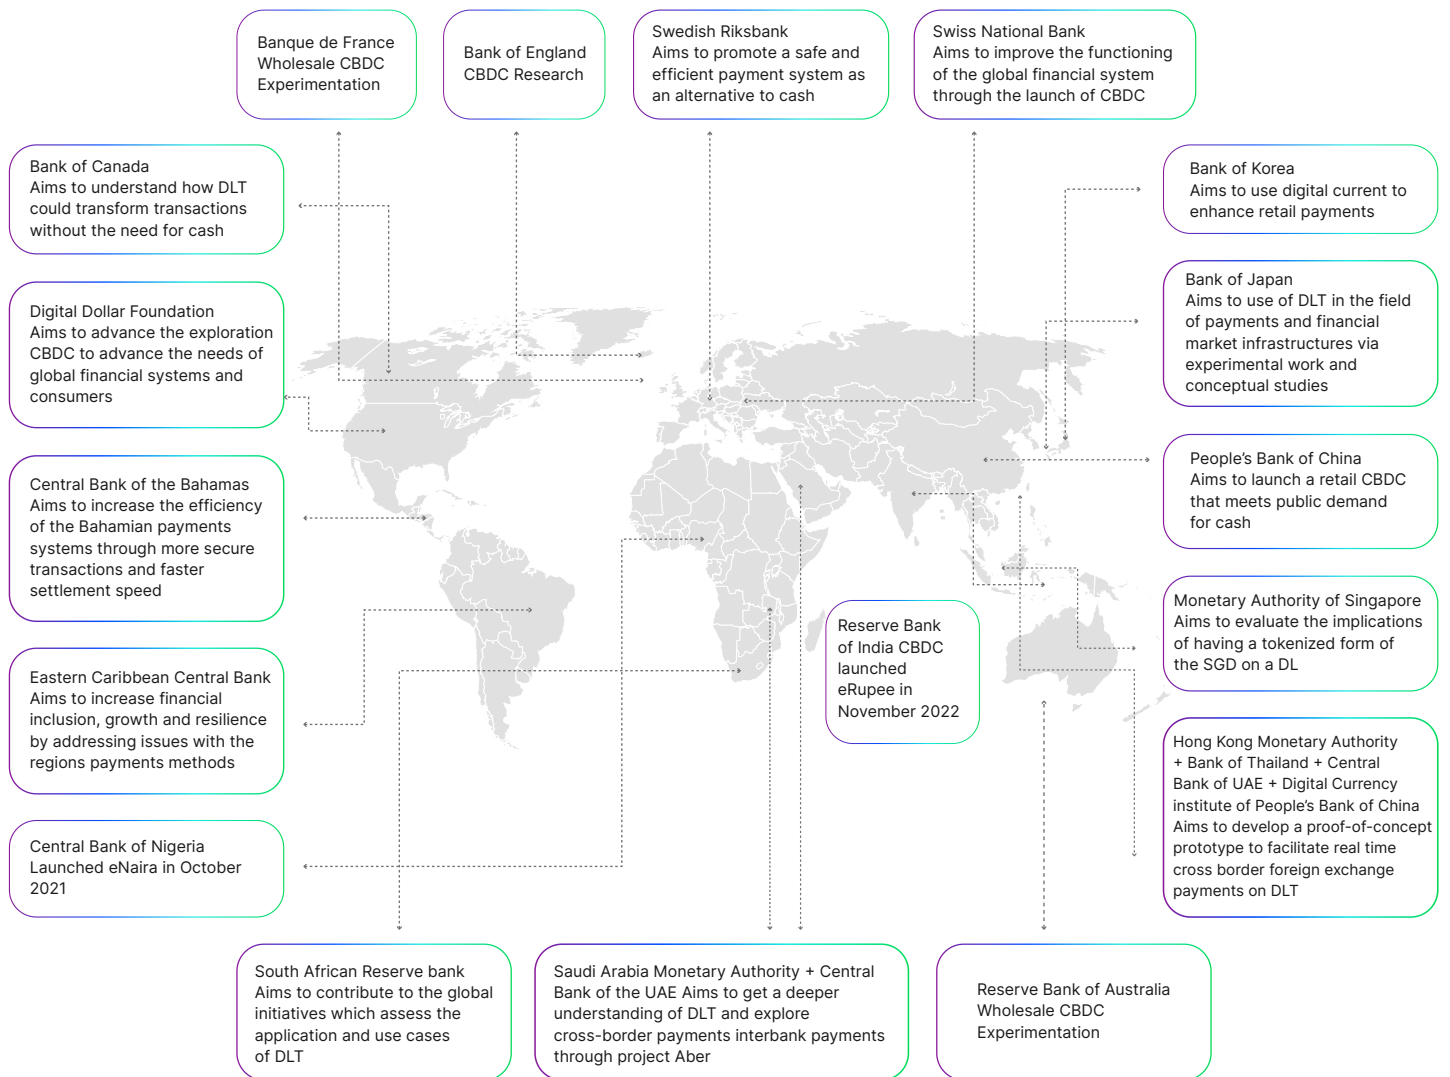 Banque de France
Wholesale CBDC
Experimentation
Bank of England
CBDC Research
Swedish Riksbank
Aims to promote a safe and
efficient payment system as
an alternative to cash
Swiss National Bank
Aims to improve the functioning
of the global financial system
through the launch of CBDC
Bank of Canada
Aims to understand how DLT
could transform transactions
without the need for cash
Digital Dollar Foundation
Aims to advance the exploration
CBDC to advance the needs of
global financial systems and
consumers
Central Bank of the Bahamas
Aims to increase the efficiency
of the Bahamian payments
systems through more secure
transactions and faster
settlement speed
Eastern Caribbean Central Bank
Aims to increase financial
inclusion, growth and resilience
by addressing issues with the
regions payments methods
Central Bank of Nigeria
Launched eNaira in October
2021
Bank of Korea
Aims to use digital current to
enhance retail payments
Bank of Japan
Aims to use of DLT in the field
of payments and financial
market infrastructures via
experimental work and
conceptual studies
People’s Bank of China
Aims to launch a retail CBDC
that meets public demand
for cash
Monetary Authority of Singapore
Aims to evaluate the implications
of having a tokenized form of
the SGD on a DL
Reserve Bank
of India CBDC
launched
eRupee in
November 2022
Hong Kong Monetary Authority
+ Bank of Thailand + Central
Bank of UAE + Digital Currency
institute of People’s Bank of China
Aims to develop a proof-of-concept
prototype to facilitate real time
cross border foreign exchange
payments on DLT
South African Reserve bank
Aims to contribute to the global
initiatives which assess the
application and use cases
of DLT
Saudi Arabia Monetary Authority + Central
Bank of the UAE Aims to get a deeper
understanding of DLT and explore
cross-border payments interbank payments
through project Aber
Reserve Bank of Australia
Wholesale CBDC
Experimentation